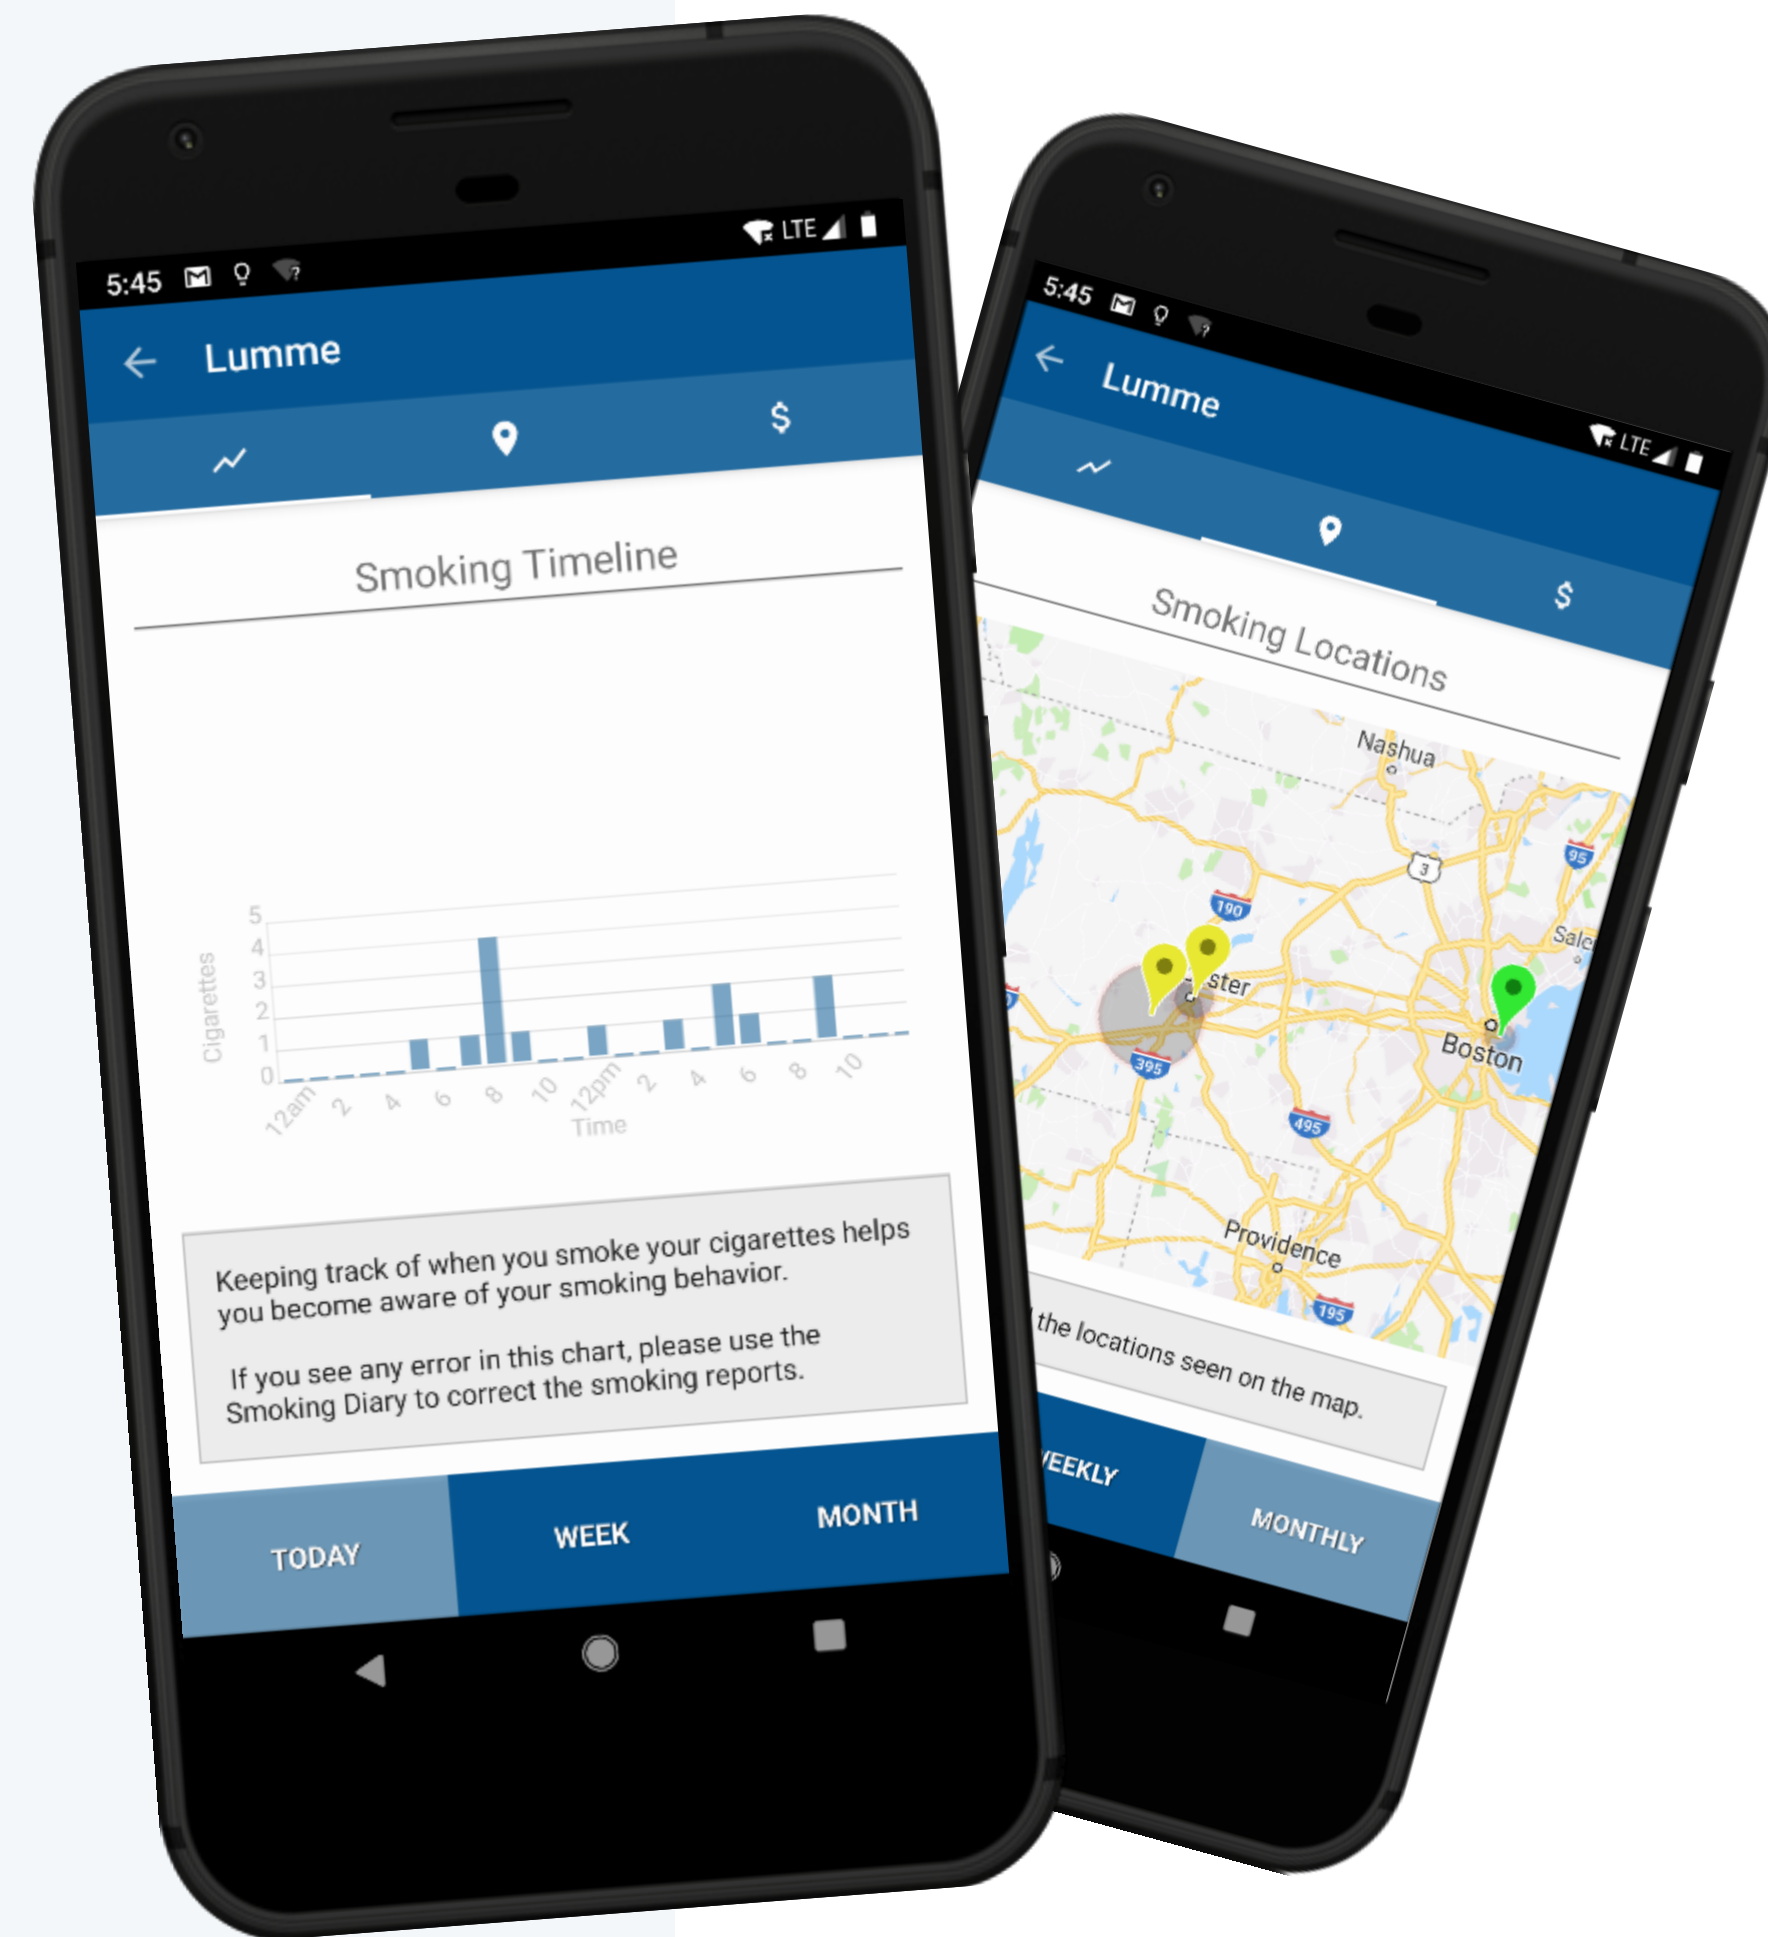 5:45
LTE
Lumme
$
Smoking Timeline
Cigarettes
5
4
3
2
1
0
12am
2
4
6
8
10
12pm
2
4
6
8
10
Time
Keeping track of when you smoke your cigarettes helps
you become aware of your smoking behavior.
If you see any error in this chart, please use the
Smoking Diary to correct the smoking reports.
TODAY
WEEK
MONTH
5:45
LTE
Lumme
$
Smoking Locations
Nashua
3
95
190
ster
Boston
395
495
Providence
195
the locations seen on the map.
MONTHLY